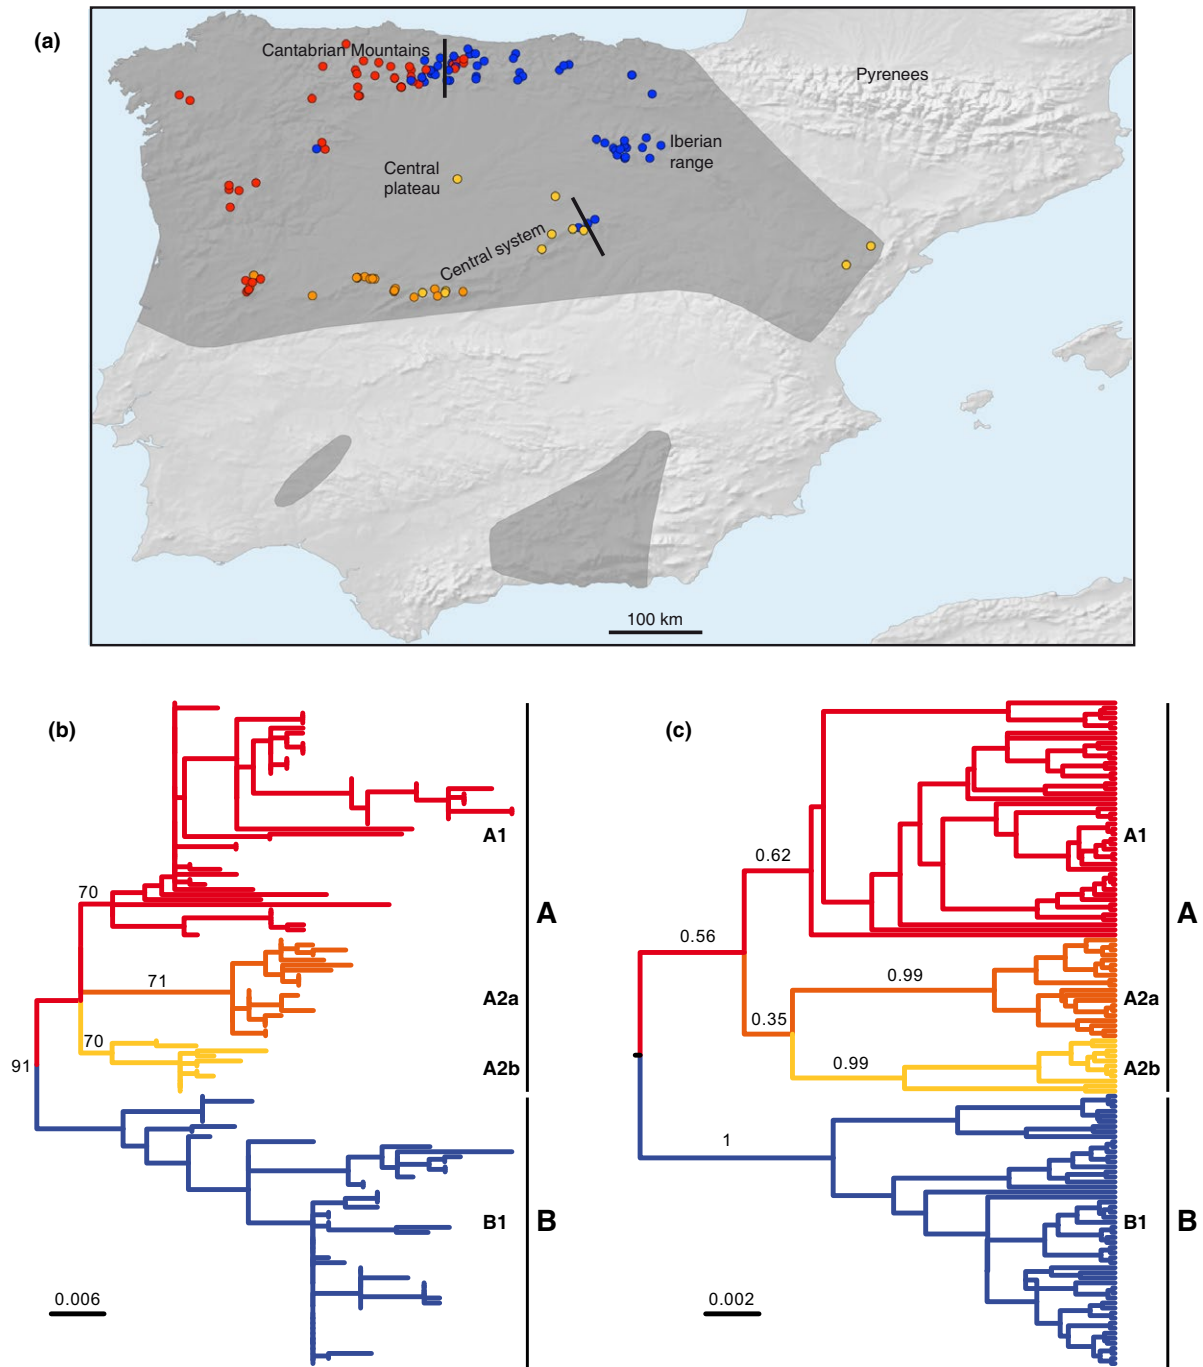 (a)
Cantabrian Mountains
Pyrenees
Iberian
range
Central
plateau
Central system
100 km
(b)
A1
70
A
71
A2a
70
A2b
91
B1
B
0.006
(c)
A1
0.62
A
0.56
0.99
A2a
0.35
0.99
A2b
1
B1
B
0.002